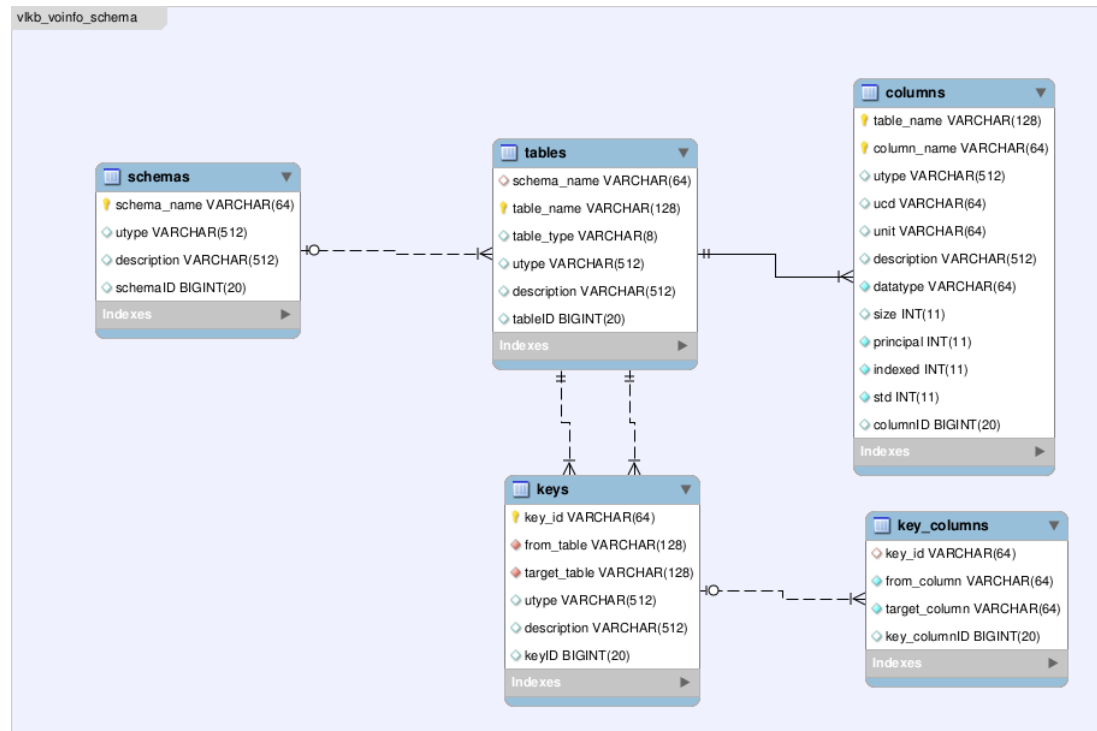 vlkb_voinfo_schema
schemas
schema_name VARCHAR(64)
utype VARCHAR(512)
description VARCHAR(512)
schemaID BIGINT(20)
Indexes
tables
schema_name VARCHAR(64)
table_name VARCHAR(128)
table_type VARCHAR(8)
utype VARCHAR(512)
description VARCHAR(512)
tableID BIGINT(20)
Indexes
columns
table_name VARCHAR(128)
column_name VARCHAR(64)
utype VARCHAR(512)
ucd VARCHAR(64)
unit VARCHAR(64)
description VARCHAR(512)
datatype VARCHAR(64)
size INT(11)
principal INT(11)
indexed INT(11)
std INT(11)
columnID BIGINT(20)
Indexes
keys
key_id VARCHAR(64)
from_table VARCHAR(128)
target_table VARCHAR(128)
utype VARCHAR(512)
description VARCHAR(512)
keyID BIGINT(20)
Indexes
key_columns
key_id VARCHAR(64)
from_column VARCHAR(64)
target_column VARCHAR(64)
key_columnID BIGINT(20)
Indexes